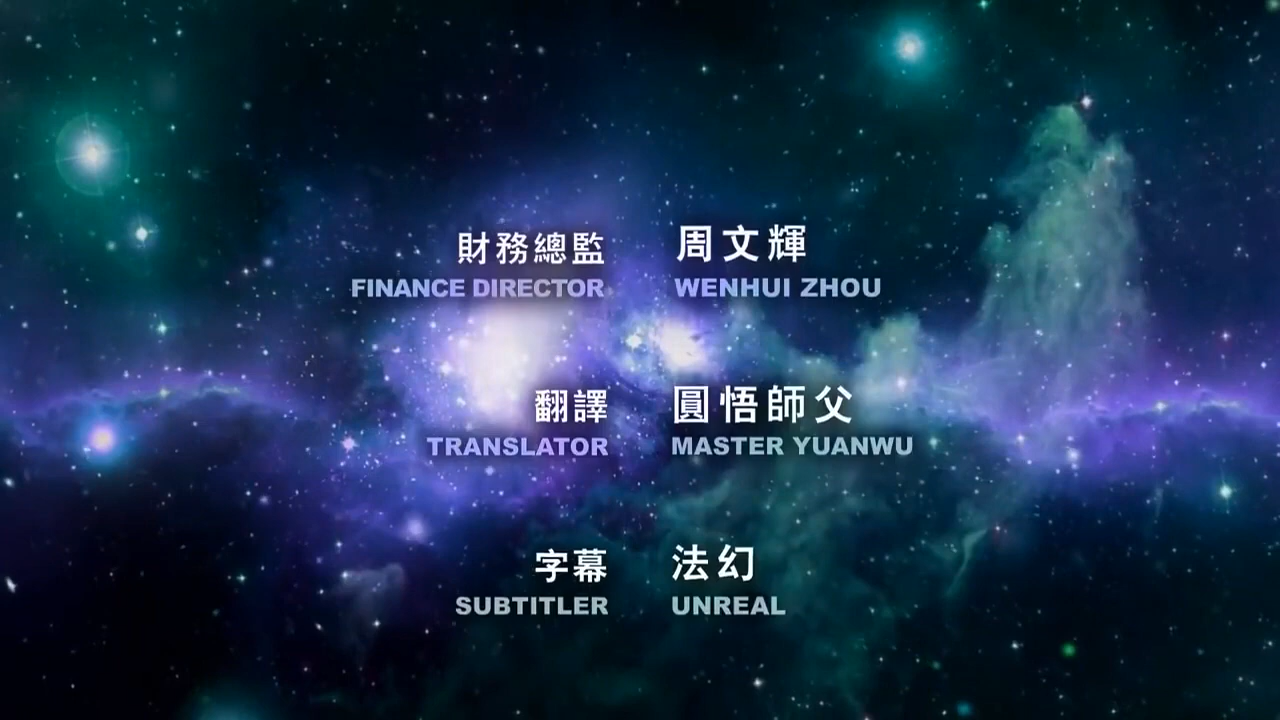 財務總監 周文輝
FINANCE DIRECTOR WENHUI ZHOU
翻譯 圓悟師父
TRANSLATOR MASTER YUANWU
字幕 法幻
SUBTITLER UNREAL